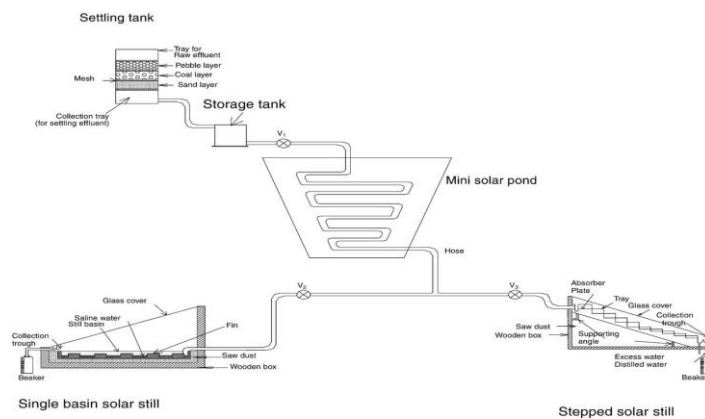 Settling tank
Tray for
Raw effluent
Pebble layer
Coal layer
Mesh
Sand layer
Collection tray
(for settling effluent)
Storage tank
V₁
Mini solar pond
Hose
V₂
V₃
Glass cover
Saline water
Still basin
Fin
Collection
trough
Saw dust
Wooden box
Beaker
Single basin solar still
Absorber
Plate
Tray
Glass cover
Collection
trough
Saw dust
Wooden box
Supporting
angle
Excess water
Distilled water
Stepped solar still